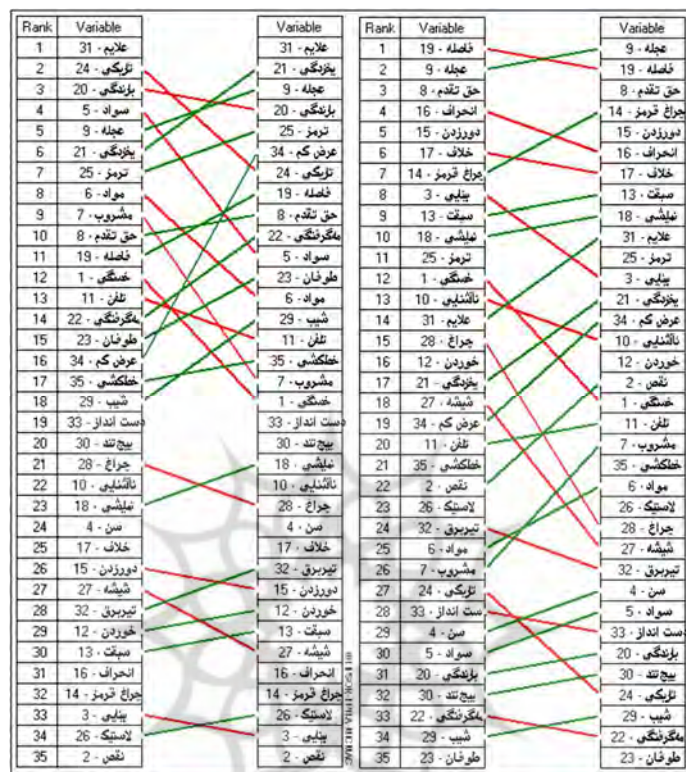 Rank Variable Variable Rank Variable Variable
1 علایم - 31 علایم - 31 1 فاصله - 19 عجله - 9
2 تاریکی - 24 یخزدگی - 21 2 عجله - 9 فاصله - 19
3 بارندگی - 20 عجله - 9 3 حق تقدم - 8 حق تقدم - 8
4 سواد - 5 بارندگی - 20 4 انحراف - 16 چراغ قرمز - 14
5 عجله - 9 ترمز - 25 5 دورزدن - 15 دورزدن - 15
6 یخزدگی - 21 عرض کم - 34 6 خلاف - 17 انحراف - 16
7 ترمز - 25 تاریکی - 24 7 چراغ قرمز - 14 خلاف - 17
8 مواد - 6 فاصله - 19 8 بینایی - 3 سبقت - 13
9 مشروب - 7 حق تقدم - 8 9 سبقت - 13 نمایشی - 18
10 حق تقدم - 8 مه‌گرفتگی - 22 10 نمایشی - 18 علایم - 31
11 فاصله - 19 سواد - 5 11 ترمز - 25 ترمز - 25
12 خستگی - 1 طوفان - 23 12 خستگی - 1 بینایی - 3
13 تلفن - 11 مواد - 6 13 ناآشنایی - 10 یخزدگی - 21
14 مه‌گرفتگی - 22 شیب - 29 14 علایم - 31 عرض کم - 34
15 طوفان - 23 تلفن - 11 15 چراغ - 28 ناآشنایی - 10
16 عرض کم - 34 خطکشی - 35 16 خوردن - 12 خوردن - 12
17 خطکشی - 35 مشروب - 7 17 یخزدگی - 21 نقص - 2
18 شیب - 29 خستگی - 1 18 شیشه - 27 خستگی - 1
19 دست انداز - 33 دست انداز - 33 19 عرض کم - 34 تلفن - 11
20 پیچ تند - 30 پیچ تند - 30 20 تلفن - 11 مشروب - 7
21 چراغ - 28 نمایشی - 18 21 خطکشی - 35 خطکشی - 35
22 ناآشنایی - 10 ناآشنایی - 10 22 نقص - 2 مواد - 6
23 نمایشی - 18 چراغ - 28 23 لاستیک - 26 لاستیک - 26
24 سن - 4 سن - 4 24 تیربرق - 32 چراغ - 28
25 خلاف - 17 خلاف - 17 25 مواد - 6 شیشه - 27
26 دورزدن - 15 تیربرق - 32 26 مشروب - 7 تیربرق - 32
27 شیشه - 27 دورزدن - 15 27 تاریکی - 24 سن - 4
28 تیربرق - 32 خوردن - 12 28 دست انداز - 33 سواد - 5
29 خوردن - 12 سبقت - 13 29 سن - 4 دست انداز - 33
30 سبقت - 13 شیشه - 27 30 سواد - 5 بارندگی - 20
31 انحراف - 16 انحراف - 16 31 بارندگی - 20 پیچ تند - 30
32 چراغ قرمز - 14 چراغ قرمز - 14 32 پیچ تند - 30 تاریکی - 24
33 بینایی - 3 لاستیک - 26 33 مه‌گرفتگی - 22 شیب - 29
34 لاستیک - 26 بینایی - 3 34 شیب - 29 مه‌گرفتگی - 22
35 نقص - 2 نقص - 2 35 طوفان - 23 طوفان - 23